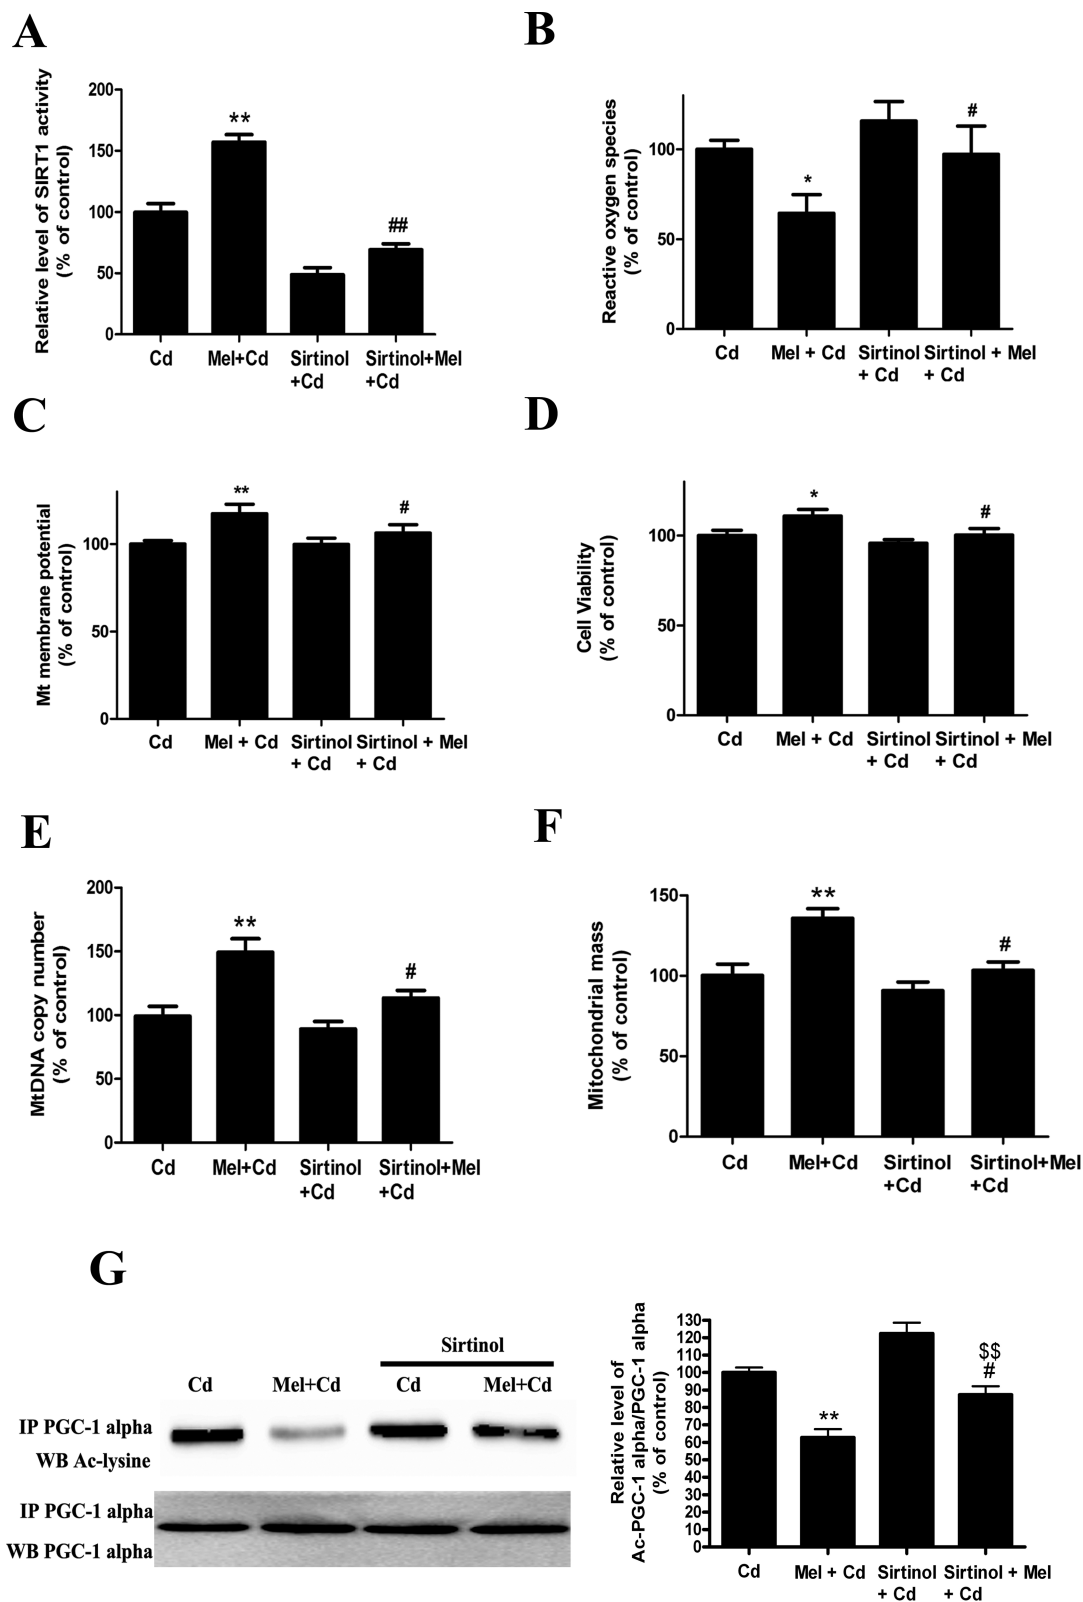 A
Relative level of SIRT1 activity
(% of control)
200
150
100
50
0
**
##
Cd
Mel+Cd
Sirtinol
+Cd
Sirtinol+Mel
+Cd
B
Reactive oxygen species
(% of control)
100
50
0
*
#
Cd
Mel + Cd
Sirtinol
+ Cd
Sirtinol + Mel
+ Cd
C
Mt membrane potential
(% of control)
100
50
0
**
#
Cd
Mel + Cd
Sirtinol
+ Cd
Sirtinol + Mel
+ Cd
D
Cell Viability
(% of control)
100
50
0
*
#
Cd
Mel + Cd
Sirtinol
+ Cd
Sirtinol + Mel
+ Cd
E
MtDNA copy number
(% of control)
200
150
100
50
0
**
#
Cd
Mel+Cd
Sirtinol
+Cd
Sirtinol+Mel
+Cd
F
Mitochondrial mass
(% of control)
150
100
50
0
**
#
Cd
Mel+Cd
Sirtinol
+Cd
Sirtinol+Mel
+Cd
G
Sirtinol
Cd
Mel+Cd
Cd
Mel+Cd
IP PGC-1 alpha
WB Ac-lysine
IP PGC-1 alpha
WB PGC-1 alpha
Relative level of
Ac-PGC-1 alpha/PGC-1 alpha
(% of control)
130
120
110
100
90
80
70
60
50
40
30
20
10
0
**
$$
#
Cd
Mel + Cd
Sirtinol
+ Cd
Sirtinol + Mel
+ Cd